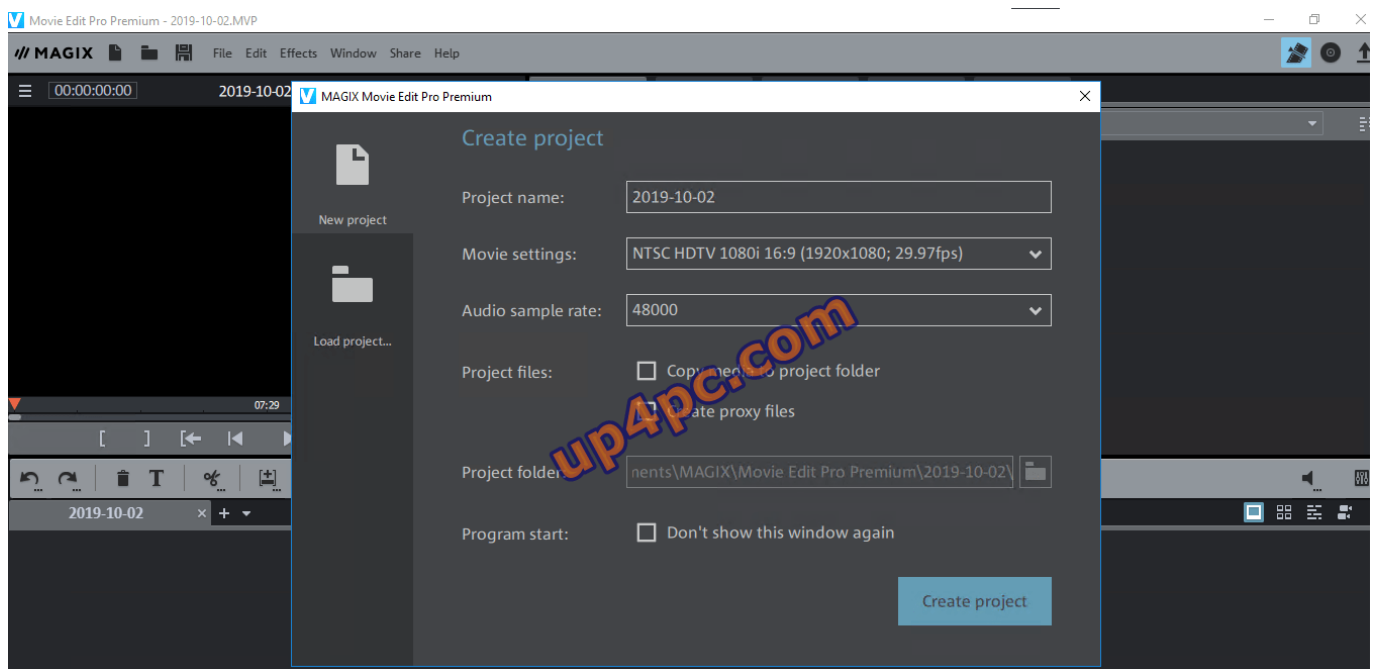 Movie Edit Pro Premium - 2019-10-02.MVP
MAGIX File Edit Effects Window Share Help
00:00:00:00 2019-10-02
MAGIX Movie Edit Pro Premium
Create project
New project
Load project...
Project name: 2019-10-02
Movie settings: NTSC HDTV 1080i 16:9 (1920x1080; 29.97fps)
Audio sample rate: 48000
Project files: Copy media to project folder
Create proxy files
up4pc.com
Project folder: nents\MAGIX\Movie Edit Pro Premium\2019-10-02\
Program start: Don't show this window again
Create project
07:29
2019-10-02